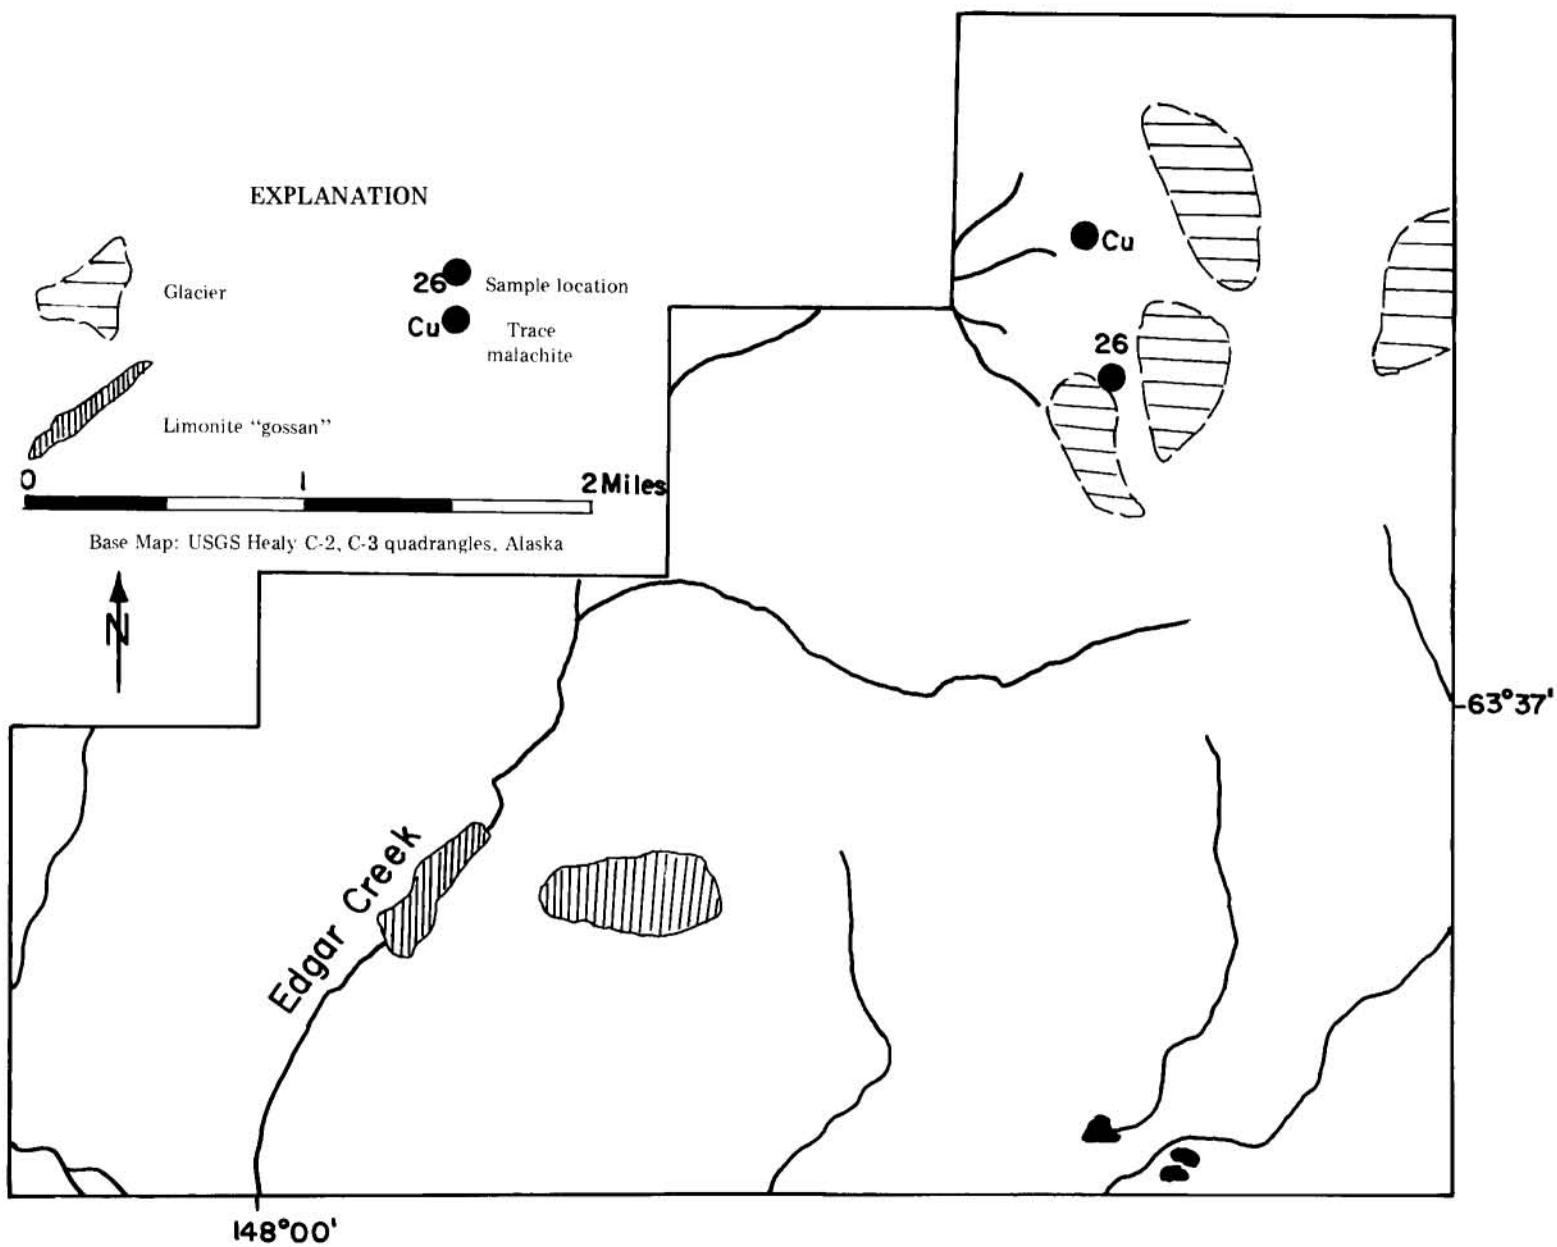 EXPLANATION
Glacier
26
Sample location
Cu
Trace
malachite
Limonite “gossan”
0 1 2 Miles
Base Map: USGS Healy C-2, C-3 quadrangles, Alaska
N
Cu
26
63°37'
Edgar Creek
148°00'